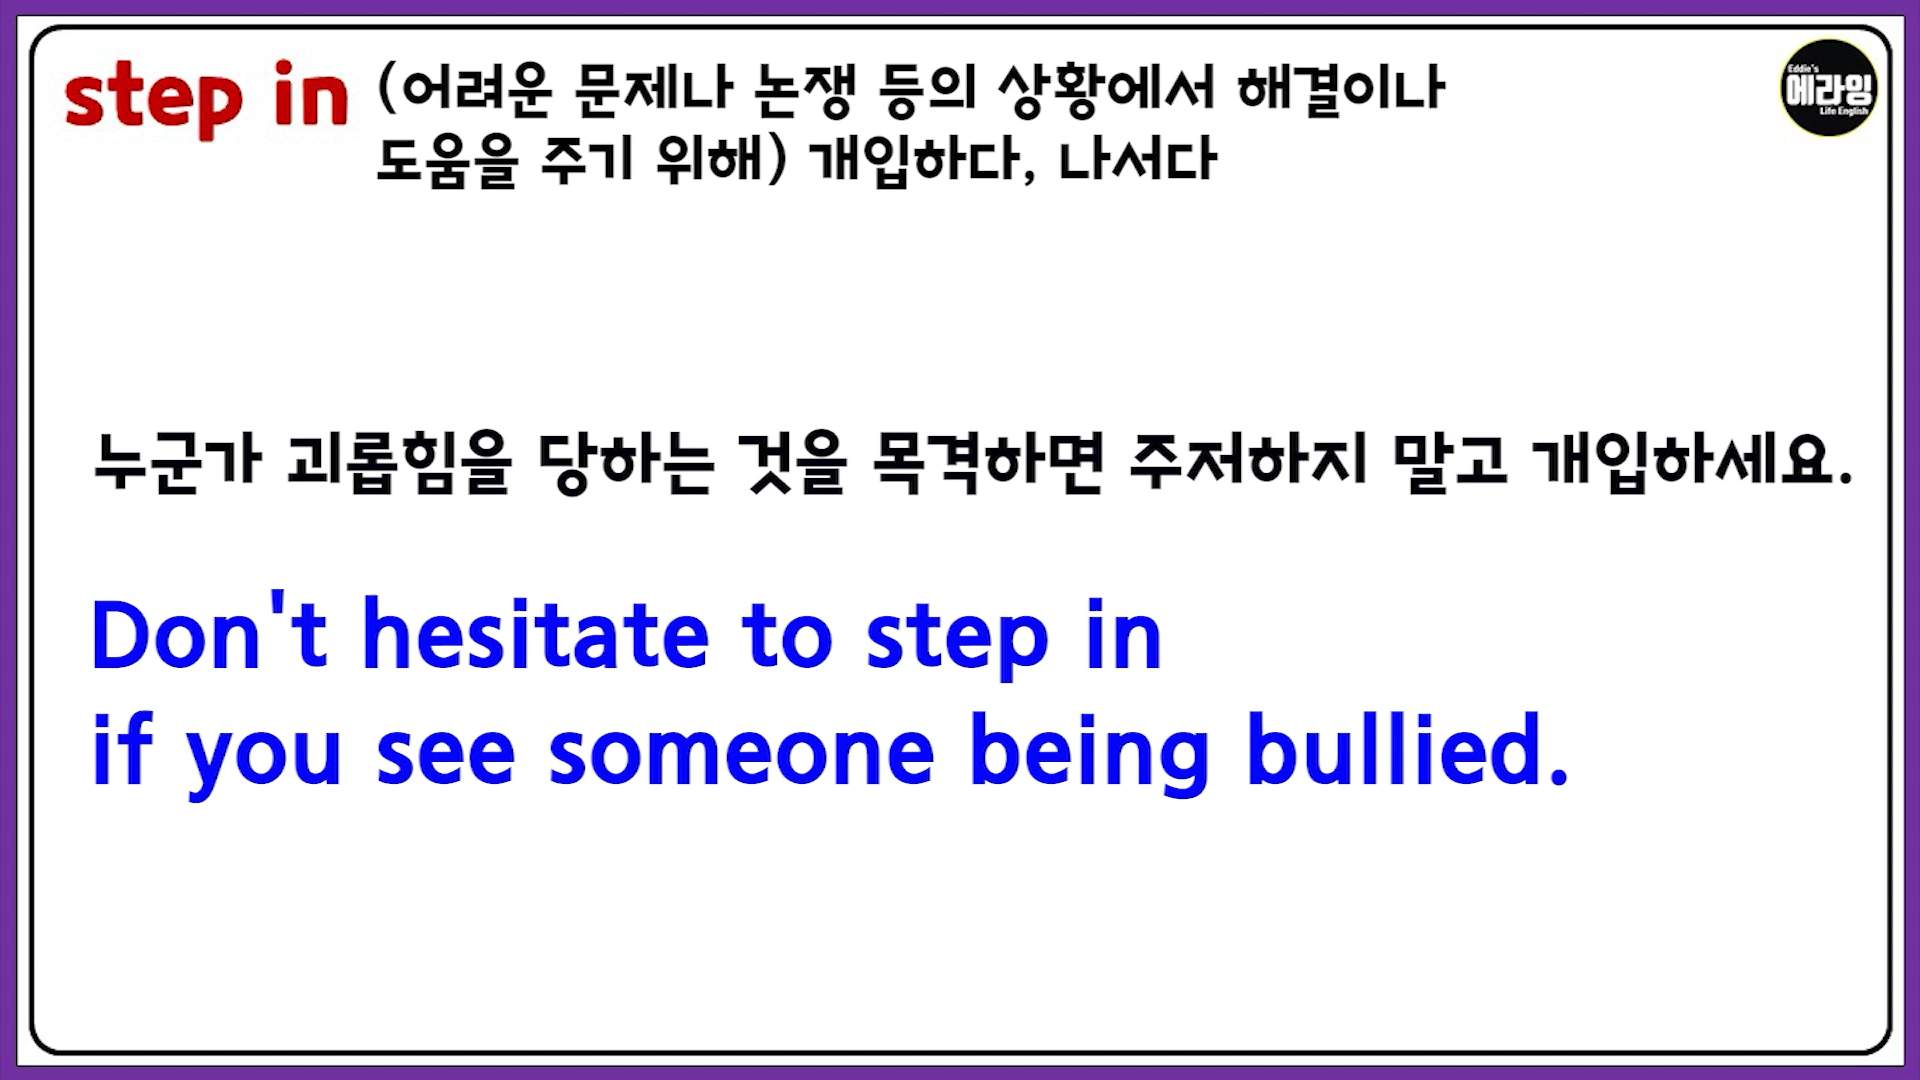 step in (어려운 문제나 논쟁 등의 상황에서 해결이나
도움을 주기 위해) 개입하다, 나서다
Eddie's
에라잉
Life English
누군가 괴롭힘을 당하는 것을 목격하면 주저하지 말고 개입하세요.
Don't hesitate to step in
if you see someone being bullied.